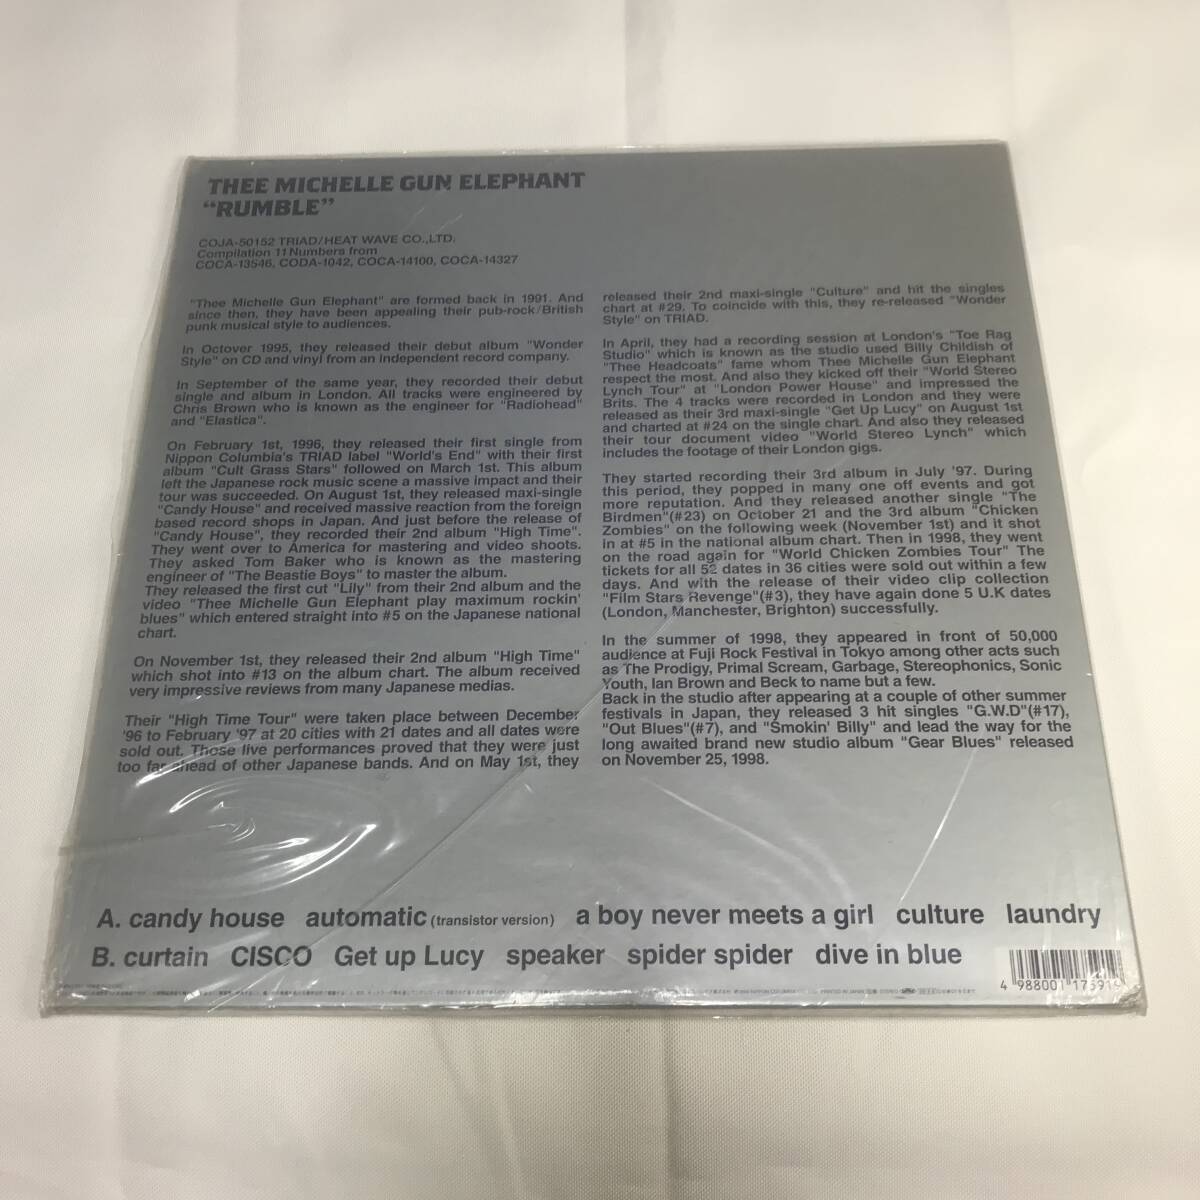 THEE MICHELLE GUN ELEPHANT
"RUMBLE"
COJA-50152 TRIAD/HEAT WAVE CO.,LTD.
Compilation 11 Numbers from
COCA-13546, CODA-1042, COCA-14100, COCA-14327
"Thee Michelle Gun Elephant" are formed back in 1991. And
since then, they have been appealing their pub-rock/British
punk musical style to audiences.
In Octover 1995, they released their debut album "Wonder
Style" on CD and vinyl from an independent record company.
In September of the same year, they recorded their debut
single and album in London. All tracks were engineered by
Chris Brown who is known as the engineer for "Radiohead"
and "Elastica".
On February 1st, 1996, they released their first single from
Nippon Columbia's TRIAD label "World's End" with their first
album "Cult Grass Stars" followed on March 1st. This album
left the Japanese rock music scene a massive impact and their
tour was succeeded. On August 1st, they released maxi-single
"Candy House" and received massive reaction from the foreign
based record shops in Japan. And just before the release of
"Candy House", they recorded their 2nd album "High Time".
They went over to America for mastering and video shoots.
They asked Tom Baker who is known as the mastering
engineer of "The Beastie Boys" to master the album.
They released the first cut "Lily" from their 2nd album and the
video "Thee Michelle Gun Elephant play maximum rockin'
blues" which entered straight into #5 on the Japanese national
chart.
On November 1st, they released their 2nd album "High Time"
which shot into #13 on the album chart. The album received
very impressive reviews from many Japanese medias.
Their "High Time Tour" were taken place between December
'96 to February '97 at 20 cities with 21 dates and all dates were
sold out. Those live performances proved that they were just
too far ahead of other Japanese bands. And on May 1st, they
released their 2nd maxi-single "Culture" and hit the singles
chart at #29. To coincide with this, they re-released "Wonder
Style" on TRIAD.
In April, they had a recording session at London's "Toe Rag
Studio" which is known as the studio used Billy Childish of
"Thee Headcoats" fame whom Thee Michelle Gun Elephant
respect the most. And also they kicked off their "World Stereo
Lynch Tour" at "London Power House" and impressed the
Brits. The 4 tracks were recorded in London and they were
released as their 3rd maxi-single "Get Up Lucy" on August 1st
and charted at #24 on the single chart. And also they released
their tour document video "World Stereo Lynch" which
includes the footage of their London gigs.
They started recording their 3rd album in July '97. During
this period, they popped in many one off events and got
more reputation. And they released another single "The
Birdmen"(#23) on October 21 and the 3rd album "Chicken
Zombies" on the following week (November 1st) and it shot
in at #5 in the national album chart. Then in 1998, they went
on the road again for "World Chicken Zombies Tour" The
tickets for all 52 dates in 36 cities were sold out within a few
days. And with the release of their video clip collection
"Film Stars Revenge"(#3), they have again done 5 U.K dates
(London, Manchester, Brighton) successfully.
In the summer of 1998, they appeared in front of 50,000
audience at Fuji Rock Festival in Tokyo among other acts such
as The Prodigy, Primal Scream, Garbage, Stereophonics, Sonic
Youth, Ian Brown and Beck to name but a few.
Back in the studio after appearing at a couple of other summer
festivals in Japan, they released 3 hit singles "G.W.D"(#17),
"Out Blues"(#7), and "Smokin' Billy" and lead the way for the
long awaited brand new studio album "Gear Blues" released
on November 25, 1998.
A. candy house automatic (transistor version) a boy never meets a girl culture laundry
B. curtain CISCO Get up Lucy speaker spider spider dive in blue
4 988001 175919